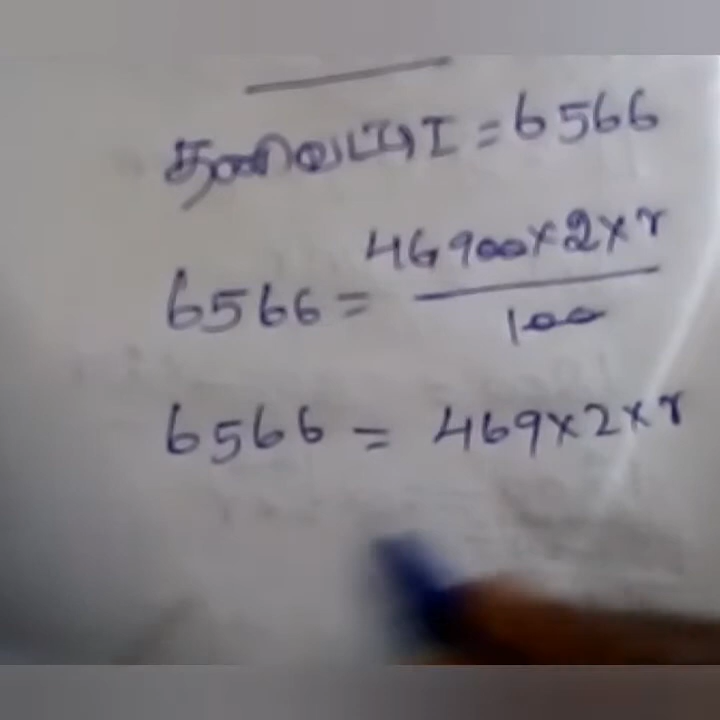 தனிவட்டி I = 6566
6566 = 46900 × 2 × r / 100
6566 = 469 × 2 × r